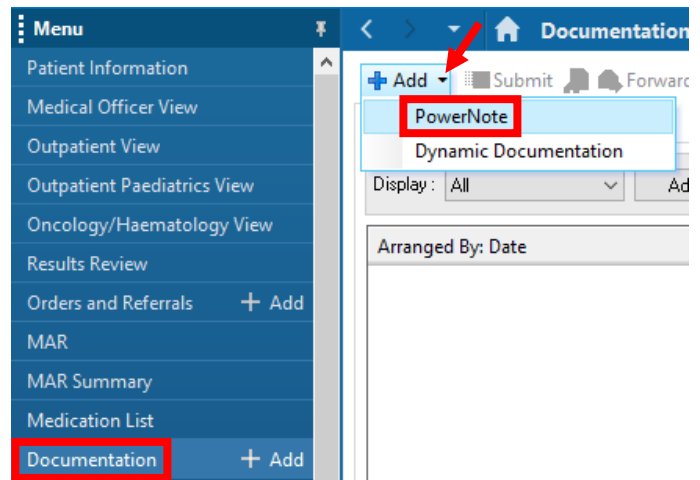 Menu
Patient Information
Medical Officer View
Outpatient View
Outpatient Paediatrics View
Oncology/Haematology View
Results Review
Orders and Referrals + Add
MAR
MAR Summary
Medication List
Documentation + Add
Documentation
Add Submit Forward
PowerNote
Dynamic Documentation
Display : All Ad
Arranged By: Date